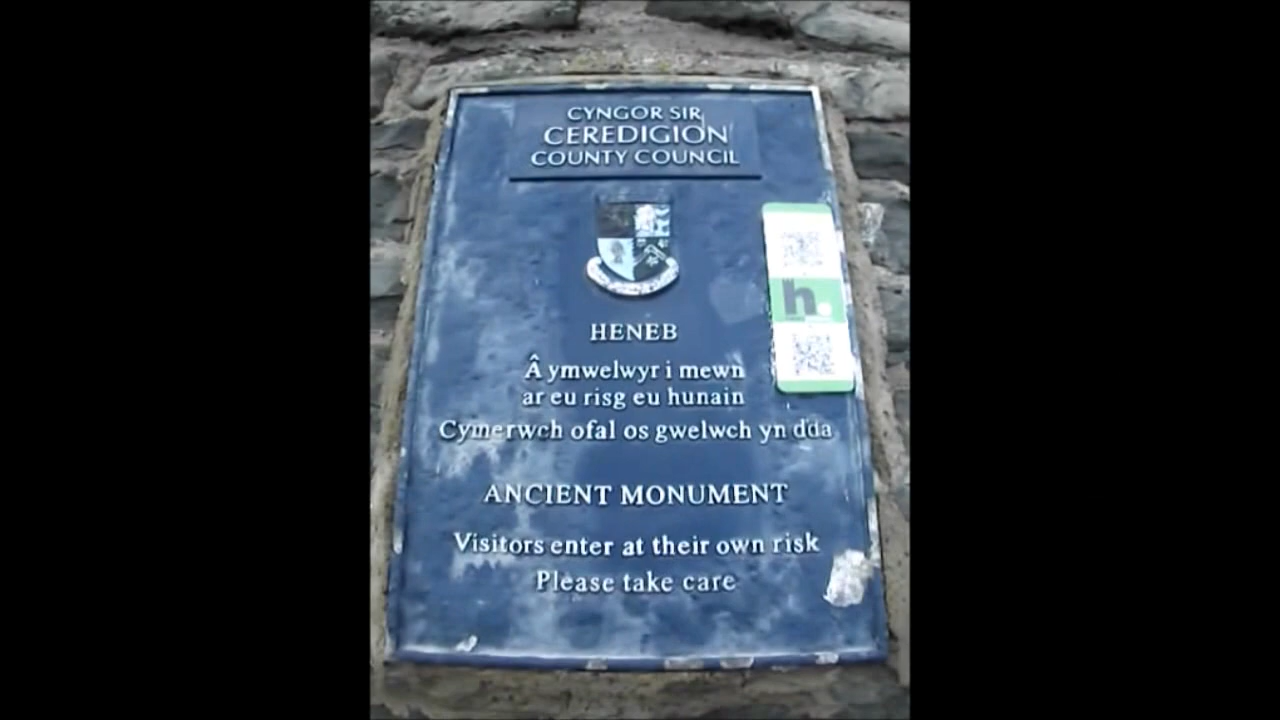 CYNGOR SIR
CEREDIGION
COUNTY COUNCIL
HENEB
Â ymwelwyr i mewn
ar eu risg eu hunain
Cymerwch ofal os gwelwch yn dda
ANCIENT MONUMENT
Visitors enter at their own risk
Please take care
h.